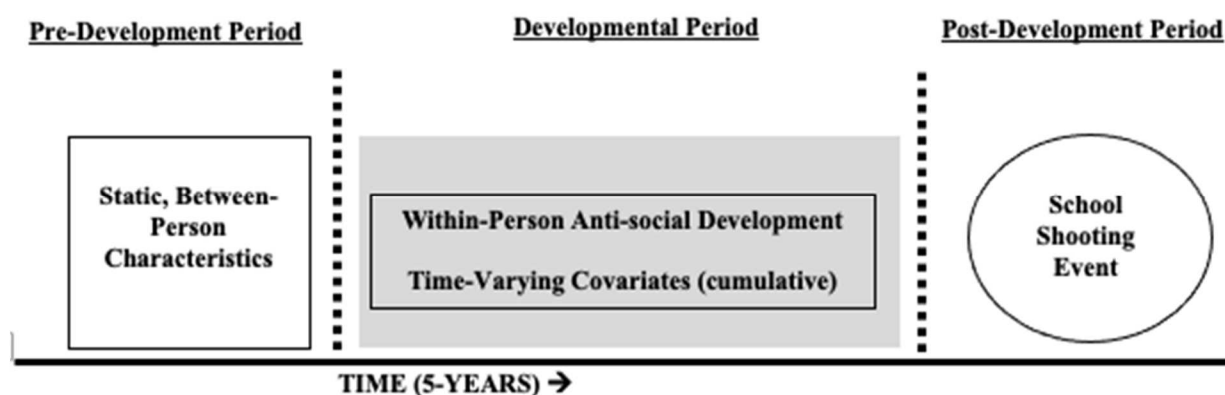 Pre-Development Period
Developmental Period
Post-Development Period
Static, Between-
Person
Characteristics
Within-Person Anti-social Development
Time-Varying Covariates (cumulative)
School
Shooting
Event
TIME (5-YEARS) →